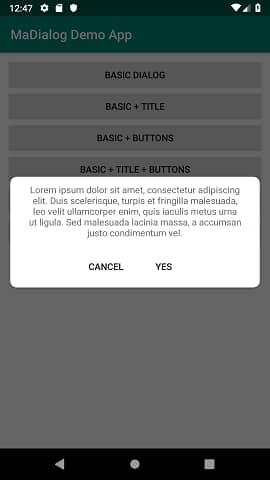 12:47
MaDialog Demo App
BASIC DIALOG
BASIC + TITLE
BASIC + BUTTONS
BASIC + TITLE + BUTTONS
Lorem ipsum dolor sit amet, consectetur adipiscing
elit. Duis scelerisque, turpis et fringilla malesuada,
leo velit ullamcorper enim, quis iaculis metus urna
ut ligula. Sed malesuada lacinia massa, a accumsan
justo condimentum vel.
CANCEL YES